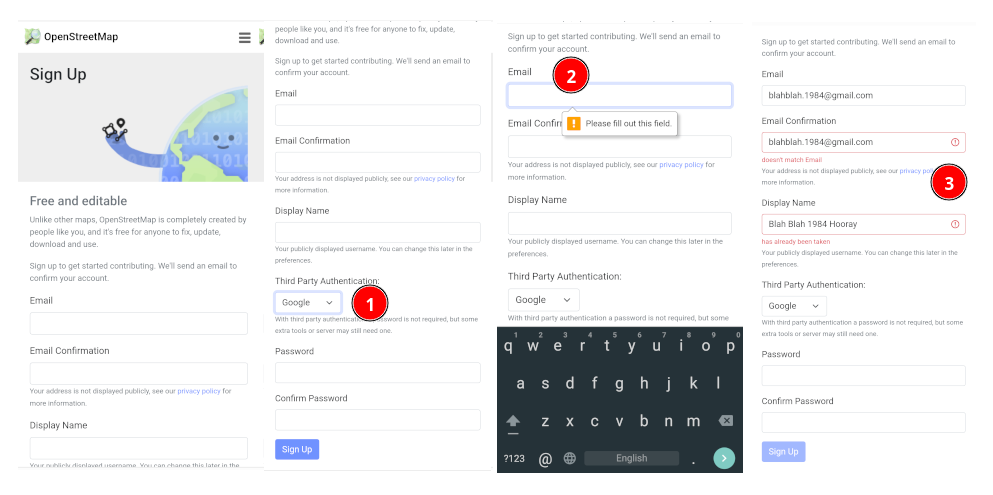 OpenStreetMap
Sign Up
Free and editable
Unlike other maps, OpenStreetMap is completely created by
people like you, and it's free for anyone to fix, update,
download and use.
Sign up to get started contributing. We'll send an email to
confirm your account.
Email
Email Confirmation
Your address is not displayed publicly, see our privacy policy for
more information.
Display Name
Your publicly displayed username. You can change this later in the
people like you, and it's free for anyone to fix, update,
download and use.
Sign up to get started contributing. We'll send an email to
confirm your account.
Email
Email Confirmation
Your address is not displayed publicly, see our privacy policy for
more information.
Display Name
Your publicly displayed username. You can change this later in the
preferences.
Third Party Authentication:
Google
1
With third party authentication a password is not required, but some
extra tools or server may still need one.
Password
Confirm Password
Sign Up
Sign up to get started contributing. We'll send an email to
confirm your account.
Email
2
Please fill out this field.
Email Confirm
Your address is not displayed publicly, see our privacy policy for
more information.
Display Name
Your publicly displayed username. You can change this later in the
preferences.
Third Party Authentication:
Google
With third party authentication a password is not required, but some
1 2 3 4 5 6 7 8 9 0
q w e r t y u i o p
a s d f g h j k l
z x c v b n m
?123 @ English .
Sign up to get started contributing. We'll send an email to
confirm your account.
Email
blahblah.1984@gmail.com
Email Confirmation
blahblah.1984@gmail.com
doesn't match Email
Your address is not displayed publicly, see our privacy
more information.
3
Display Name
Blah Blah 1984 Hooray
has already been taken
Your publicly displayed username. You can change this later in the
preferences.
Third Party Authentication:
Google
With third party authentication a password is not required, but some
extra tools or server may still need one.
Password
Confirm Password
Sign Up